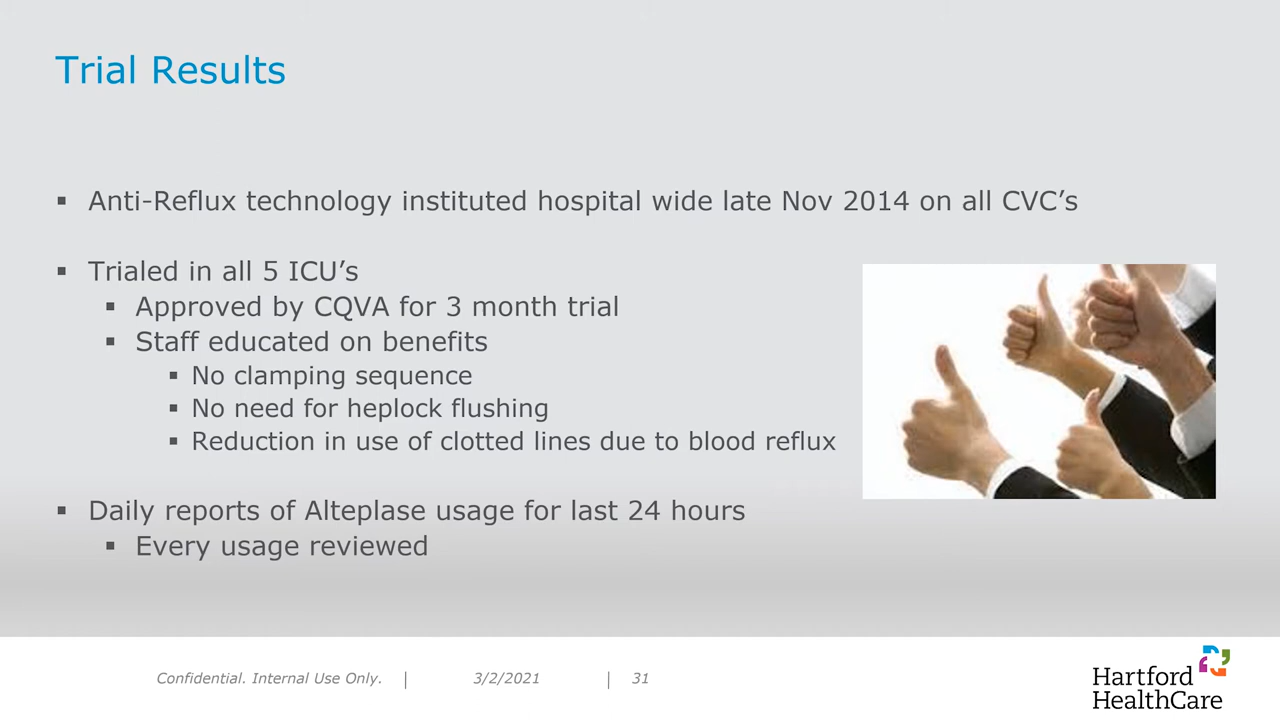 Trial Results
▪ Anti-Reflux technology instituted hospital wide late Nov 2014 on all CVC’s
▪ Trialed in all 5 ICU’s
▪ Approved by CQVA for 3 month trial
▪ Staff educated on benefits
▪ No clamping sequence
▪ No need for heplock flushing
▪ Reduction in use of clotted lines due to blood reflux
▪ Daily reports of Alteplase usage for last 24 hours
▪ Every usage reviewed
Confidential. Internal Use Only. | 3/2/2021 | 31
Hartford
HealthCare